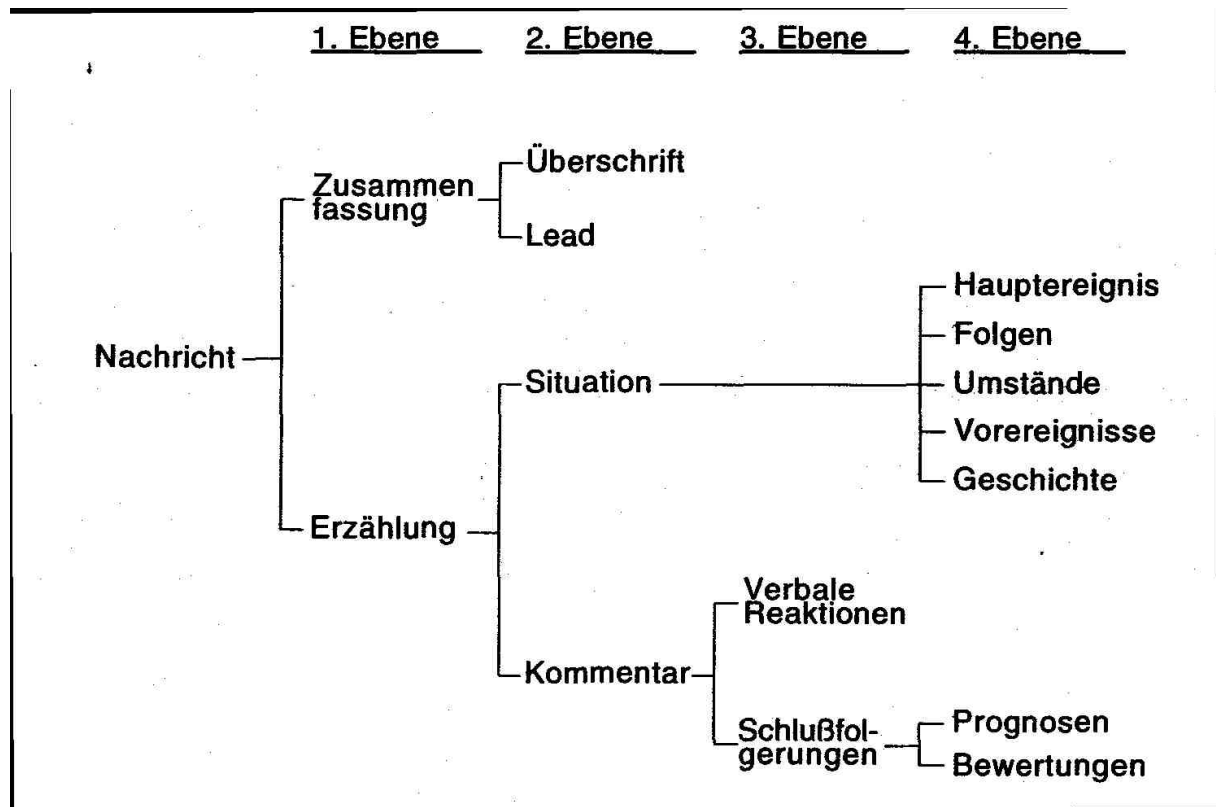 1. Ebene 2. Ebene 3. Ebene 4. Ebene
Überschrift
Zusammen
fassung
Lead
Hauptereignis
Folgen
Nachricht
Situation
Umstände
Vorereignisse
Geschichte
Erzählung
Verbale
Reaktionen
Kommentar
Schlußfol-
gerungen
Prognosen
Bewertungen